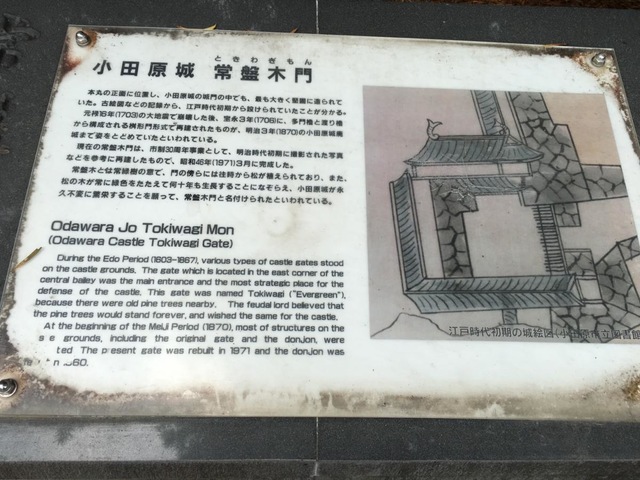 小田原城 常盤木門
ときわぎもん
本丸の正面に位置し、小田原城の城門の中でも、最も大きく堅固に造られて
いた。古絵図などの記録から、江戸時代初期から設けられていたことが分かる。
元禄16年(1703)の大地震で崩壊した後、宝永3年(1706)に、多門櫓と渡り櫓
から構成される桝形門形式で再建されたものが、明治3年(1870)の小田原城廃
城まで姿をとどめていたといわれている。
現在の常盤木門は、市制30周年事業として、明治時代初期に撮影された写真
などを参考に再建したもので、昭和46年(1971)3月に完成した。
常盤木とは常緑樹の意で、門の傍らには往時から松が植えられており、また、
松の木が常に緑色をたたえて何十年も生長することになぞらえ、小田原城が永
久不変に繁栄することを願って、常盤木門と名付けられたといわれている。
Odawara Jo Tokiwagi Mon
(Odawara Castle Tokiwagi Gate)
During the Edo Period (1603~1867), various types of castle gates stood
on the castle grounds. The gate which is located in the east corner of the
central bailey was the main entrance and the most strategic place for the
defense of the castle. This gate was named Tokiwagi ("Evergreen"),
because there were old pine trees nearby. The feudal lord believed that
the pine trees would stand forever, and wished the same for the castle.
At the beginning of the Meiji Period (1870), most of structures on the
grounds, including the original gate and the donjon, were
The present gate was rebuilt in 1971 and the donjon was
江戸時代初期の城絵図(小田原市立図書館